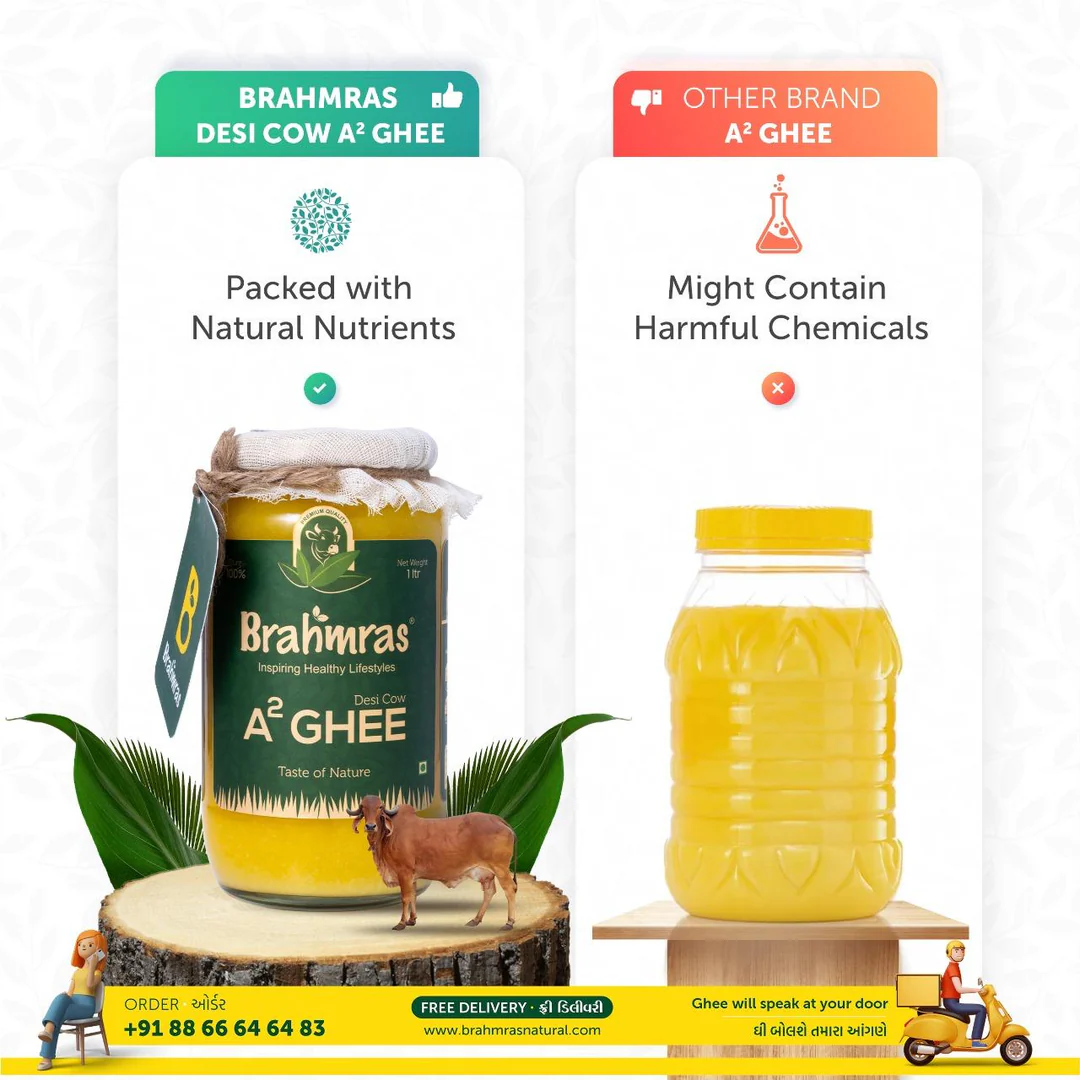 BRAHMRAS
DESI COW A² GHEE
OTHER BRAND
A² GHEE
Packed with
Natural Nutrients
Might Contain
Harmful Chemicals
PREMIUM QUALITY
100%
Net Weight
1 ltr
Brahmras®
Inspiring Healthy Lifestyles
Desi Cow
A² GHEE
Taste of Nature
Brahmras
ORDER • ઓર્ડર
+91 88 66 64 64 83
FREE DELIVERY • ફ્રી ડિલીવરી
www.brahmrasnatural.com
Ghee will speak at your door
ઘી બોલશે તમારા આંગણે